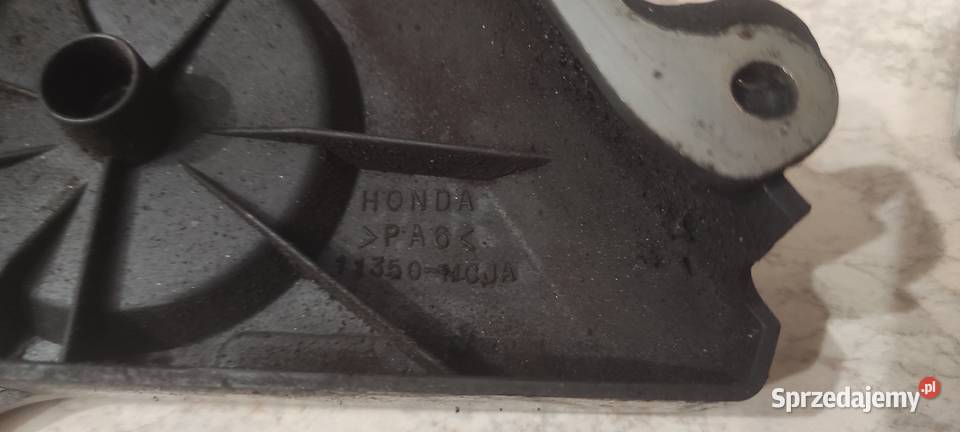 HONDA
>PA6<
11350-MCJA
Sprzedajemy.pl